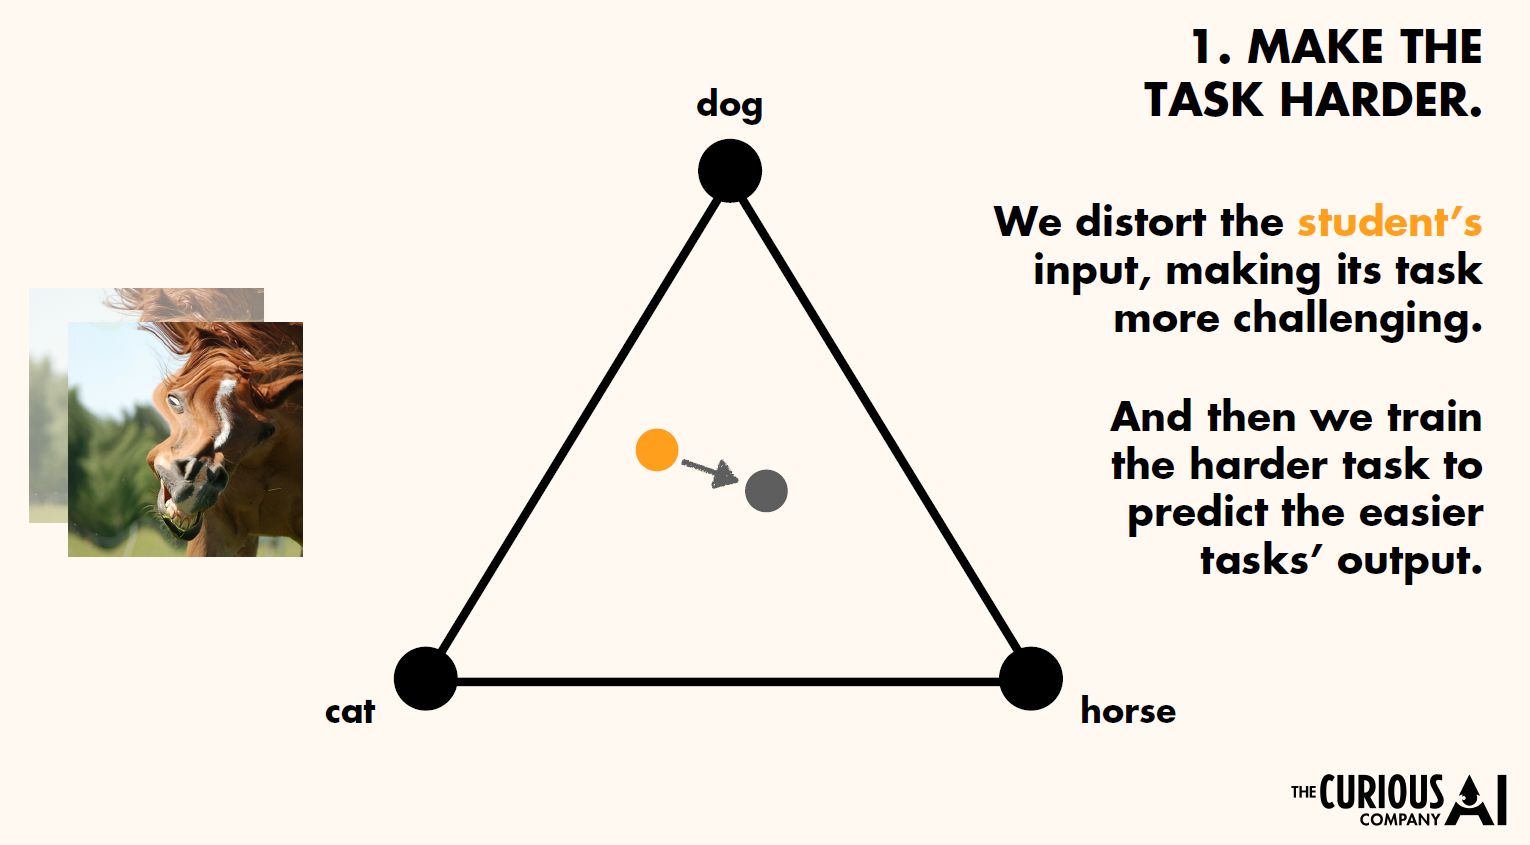 1. MAKE THE
TASK HARDER.
We distort the student’s
input, making its task
more challenging.
And then we train
the harder task to
predict the easier
tasks’ output.
dog
cat
horse
THE CURIOUS AI
COMPANY